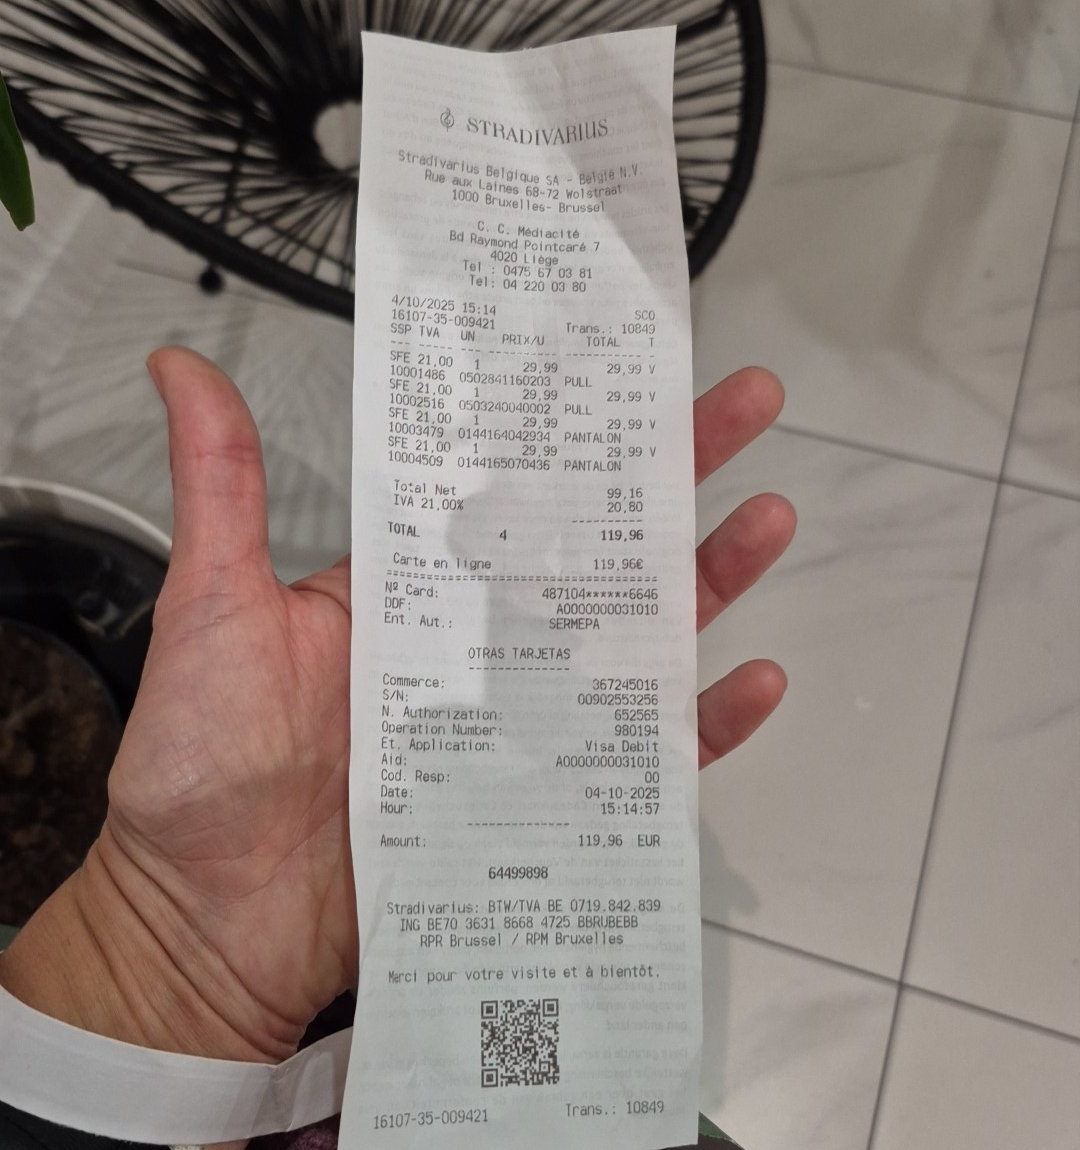 STRADIVARIUS
Stradivarius Belgique SA - België N.V.
Rue aux Laines 68-72 Wolstraat
1000 Bruxelles- Brussel
C. C. Médiacité
Bd Raymond Pointcaré 7
4020 Liège
Tel : 0475 67 03 81
Tel: 04 220 03 80
4/10/2025 15:14 SCO
16107-35-009421 Trans.: 10849
SSP TVA UN PRIX/U TOTAL T
--- ----- --- ---------- ----------- -
SFE 21,00 1 29,99 29,99 V
10001486 0502841160203 PULL
SFE 21,00 1 29,99 29,99 V
10002516 0503240040002 PULL
SFE 21,00 1 29,99 29,99 V
10003479 0144164042934 PANTALON
SFE 21,00 1 29,99 29,99 V
10004509 0144165070436 PANTALON
Total Net 99,16
IVA 21,00% 20,80
----------
TOTAL 4 119,96
Carte en ligne 119,96€
======================================
Nº Card: 487104******6646
DDF: A0000000031010
Ent. Aut.: SERMEPA
OTRAS TARJETAS
--------------
Commerce: 367245016
S/N: 00902553256
N. Authorization: 652565
Operation Number: 980194
Et. Application: Visa Debit
Aid: A0000000031010
Cod. Resp: 00
Date: 04-10-2025
Hour: 15:14:57
--------------
Amount: 119,96 EUR
64499898
Stradivarius: BTW/TVA BE 0719.842.839
ING BE70 3631 8668 4725 BBRUBEBB
RPR Brussel / RPM Bruxelles
Merci pour votre visite et à bientôt.
16107-35-009421 Trans.: 10849